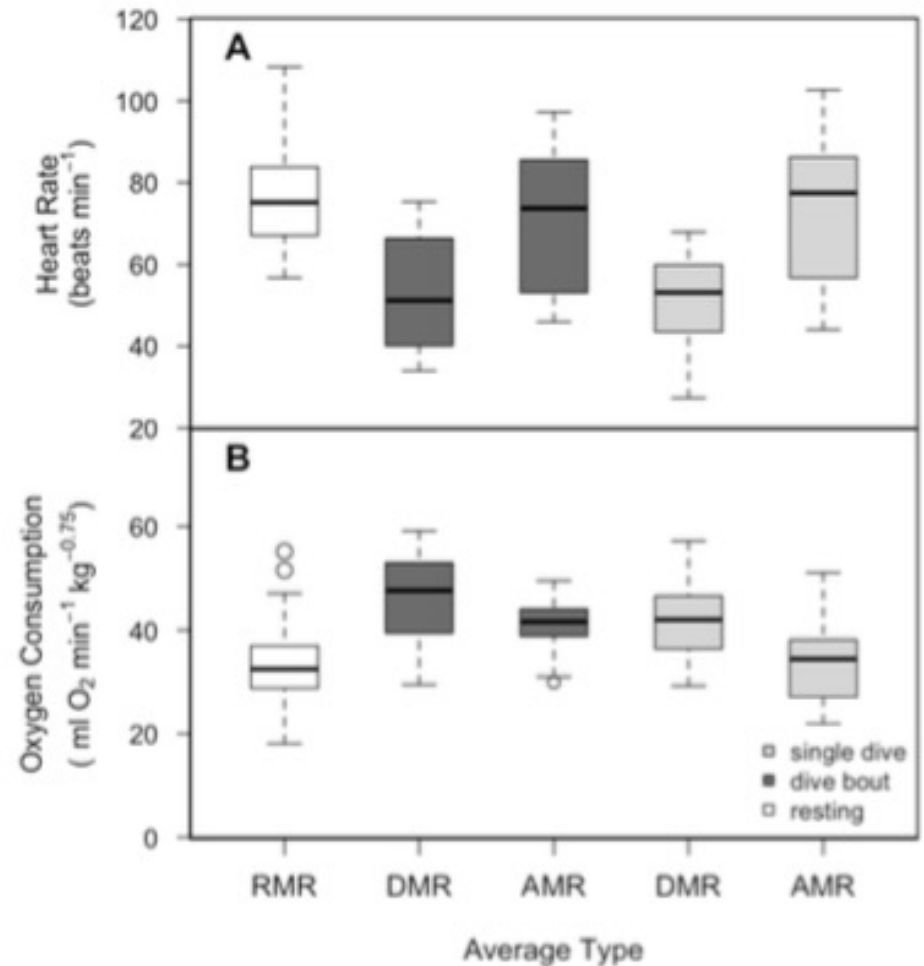 A
120
100
80
60
40
20
Heart Rate
(beats min⁻¹)
B
60
40
20
0
Oxygen Consumption
( ml O₂ min⁻¹ kg⁻⁰·⁷⁵)
single dive
dive bout
resting
RMR DMR AMR DMR AMR
Average Type